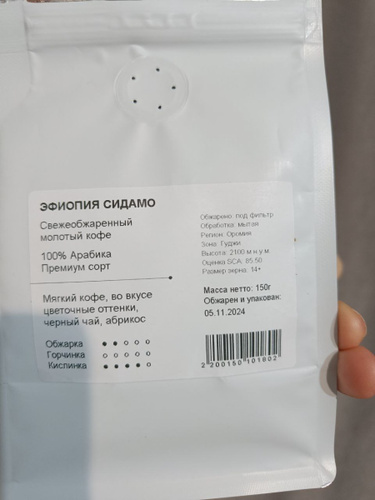 ЭФИОПИЯ СИДАМО
Свежеобжаренный
молотый кофе
100% Арабика
Премиум сорт
Мягкий кофе, во вкусе
цветочные оттенки,
черный чай, абрикос
Обжарка
Горчинка
Кислинка
Обжарено: под фильтр
Обработка: мытая
Регион: Оромия
Зона: Гуджи
Высота: 2100 м.н.у.м.
Оценка SCA: 85.50
Размер зерна: 14+
Масса нетто: 150г
Обжарен и упакован:
05.11.2024
2 200150 101602